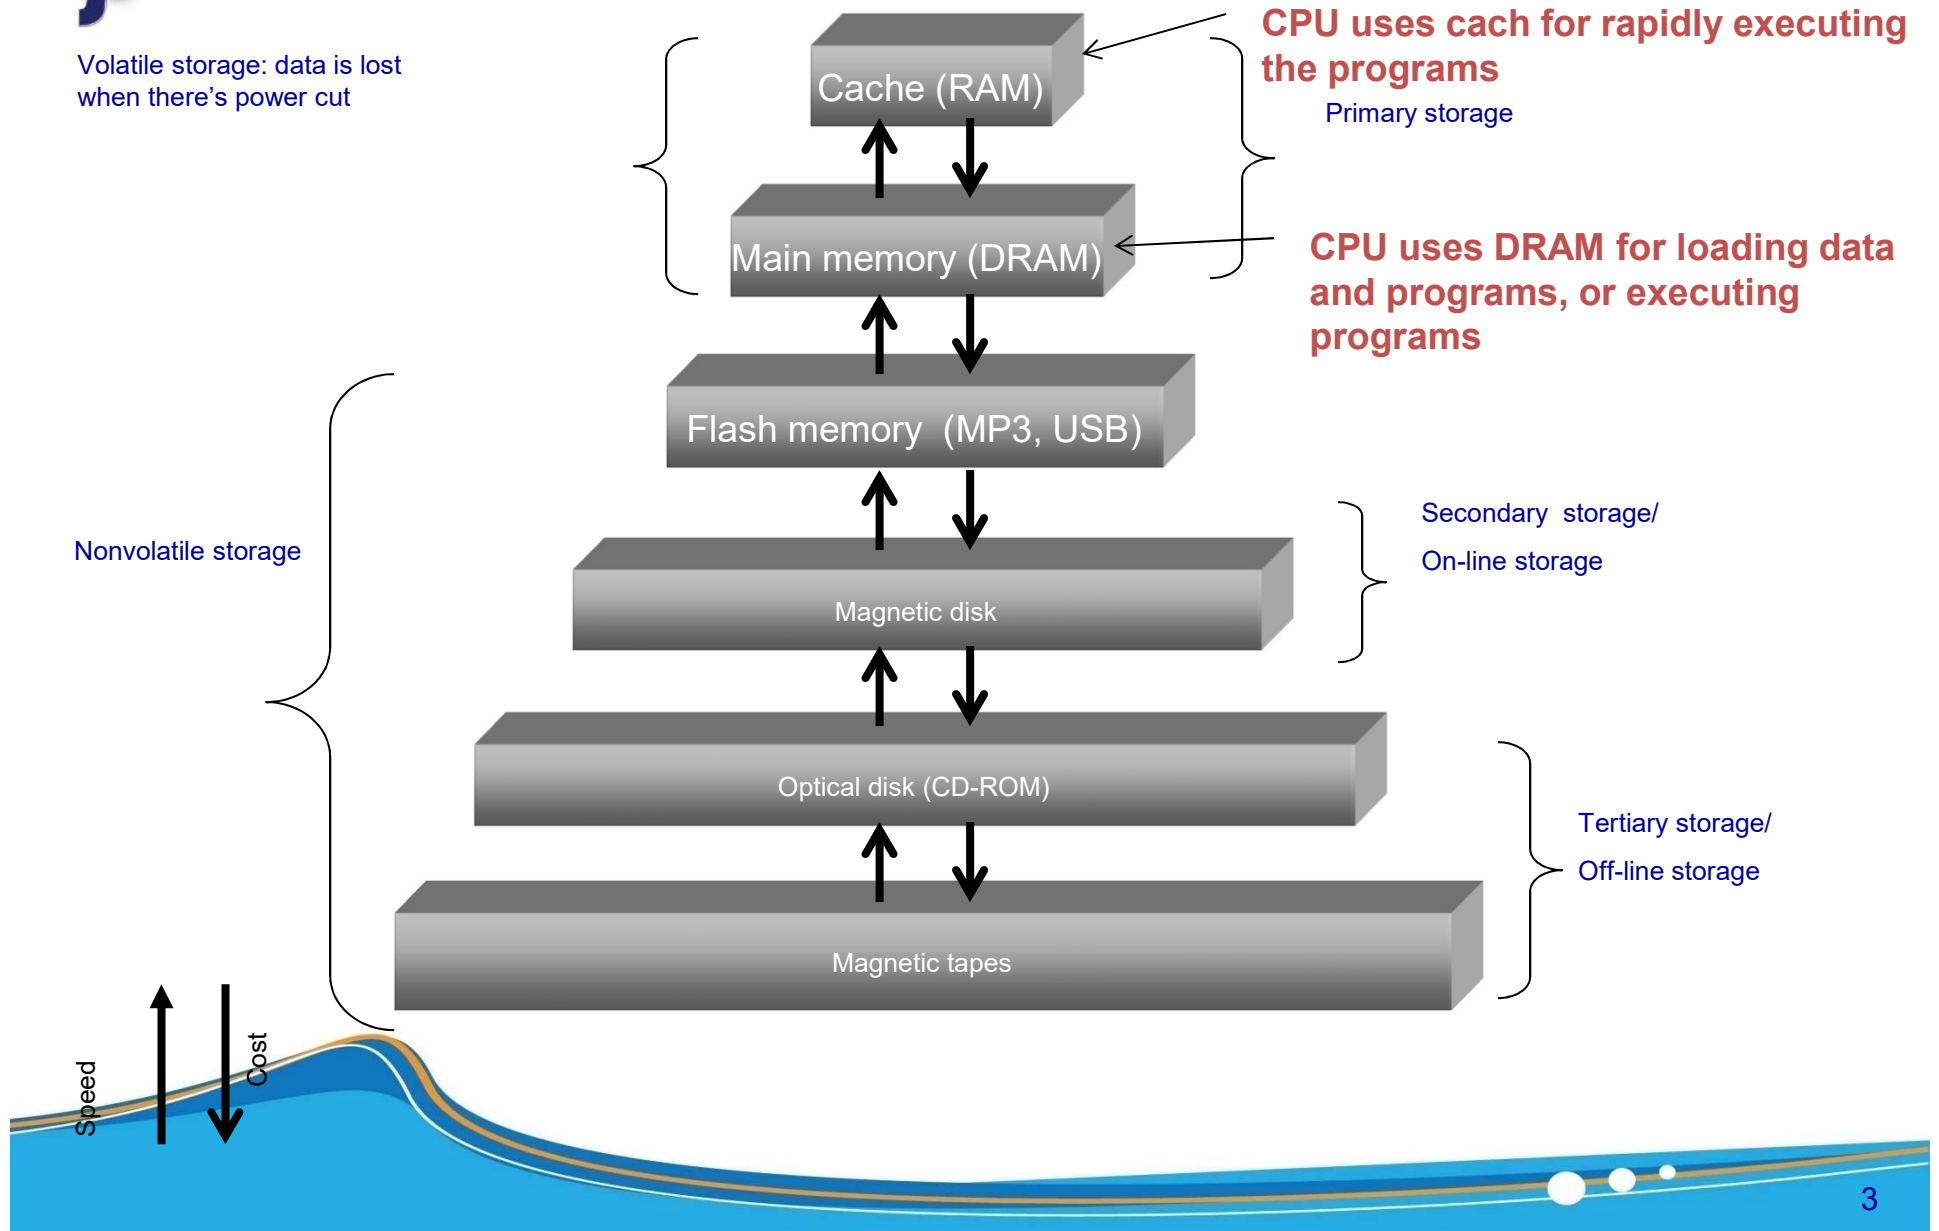 CPU uses cach for rapidly executing
the programs
Volatile storage: data is lost
when there's power cut
Cache (RAM)
Primary storage
Main memory (DRAM)
CPU uses DRAM for loading data
and programs, or executing
programs
Flash memory  (MP3, USB)
Nonvolatile storage
Secondary  storage/
On-line storage
Magnetic disk
Optical disk (CD-ROM)
Tertiary storage/
Off-line storage
Magnetic tapes
Speed
Cost
3